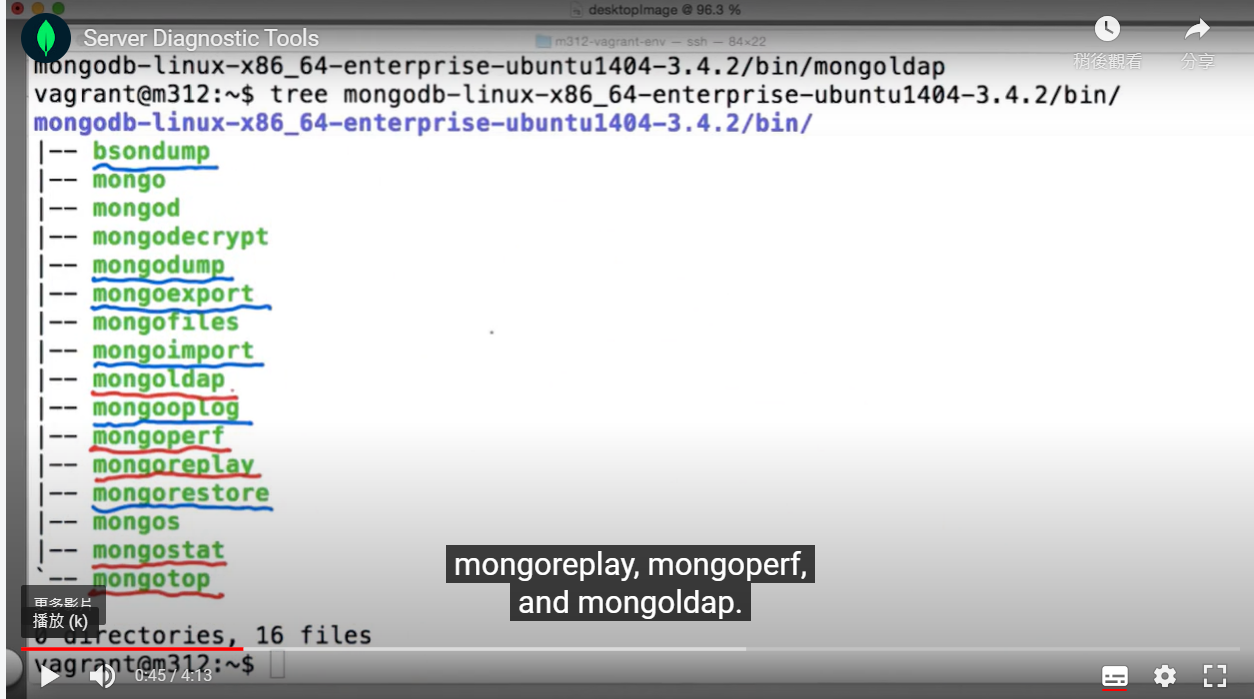 desktopImage @ 96.3 %
Server Diagnostic Tools
m312-vagrant-env — ssh — 84×22
稍後觀看
分享
mongodb-linux-x86_64-enterprise-ubuntu1404-3.4.2/bin/mongoldap
vagrant@m312:~$ tree mongodb-linux-x86_64-enterprise-ubuntu1404-3.4.2/bin/
mongodb-linux-x86_64-enterprise-ubuntu1404-3.4.2/bin/
|-- bsondump
|-- mongo
|-- mongod
|-- mongodecrypt
|-- mongodump
|-- mongoexport
|-- mongofiles
|-- mongoimport
|-- mongoldap
|-- mongooplog
|-- mongoperf
|-- mongoreplay
|-- mongorestore
|-- mongos
|-- mongostat
`-- mongotop
mongoreplay, mongoperf,
and mongoldap.
更多影片
播放 (k)
0 directories, 16 files
vagrant@m312:~$
0:45 / 4:13